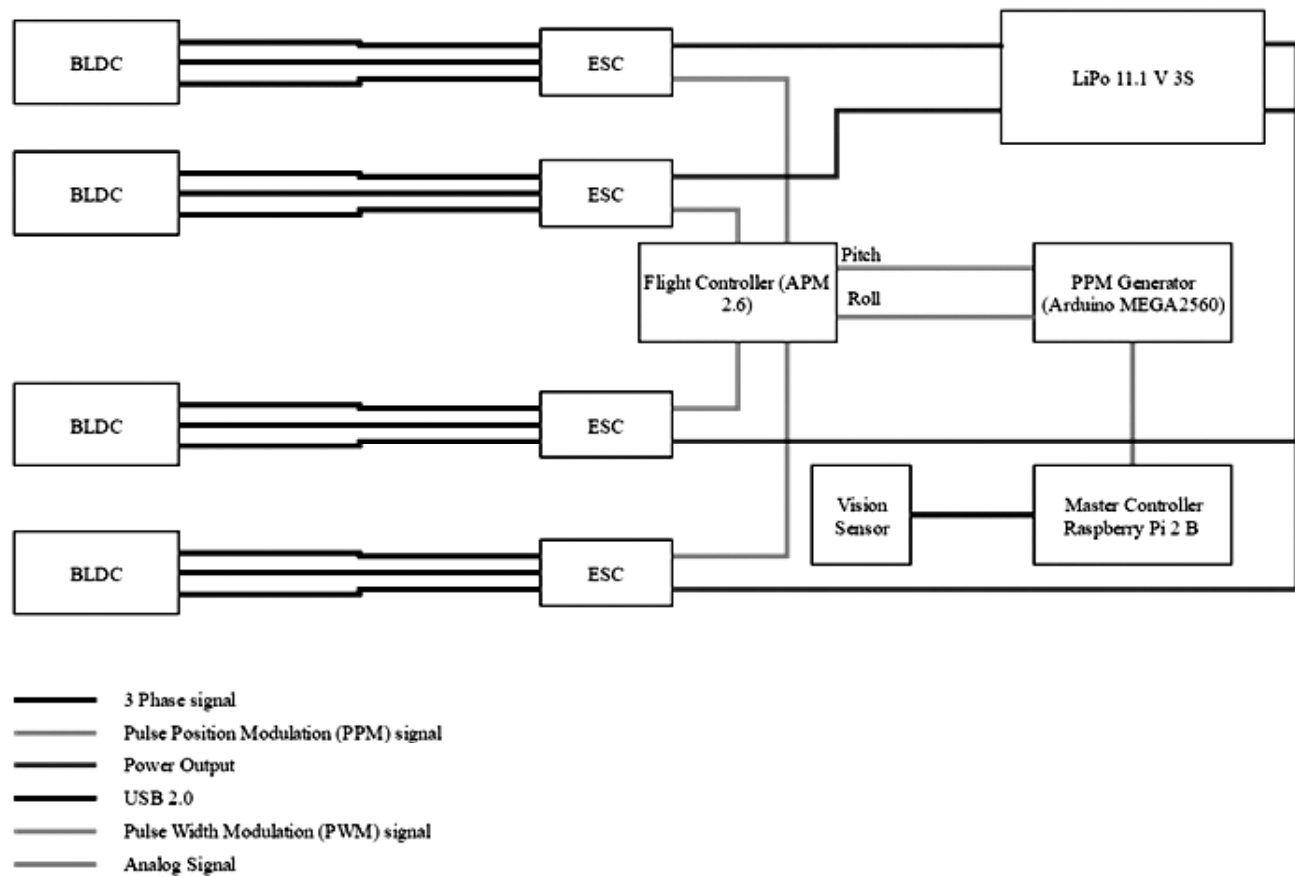 BLDC
ESC
LiPo 11.1 V 3S
BLDC
ESC
Flight Controller (APM
2.6)
Pitch
Roll
PPM Generator
(Arduino MEGA2560)
BLDC
ESC
Vision
Sensor
Master Controller
Raspberry Pi 2 B
BLDC
ESC
3 Phase signal
Pulse Position Modulation (PPM) signal
Power Output
USB 2.0
Pulse Width Modulation (PWM) signal
Analog Signal